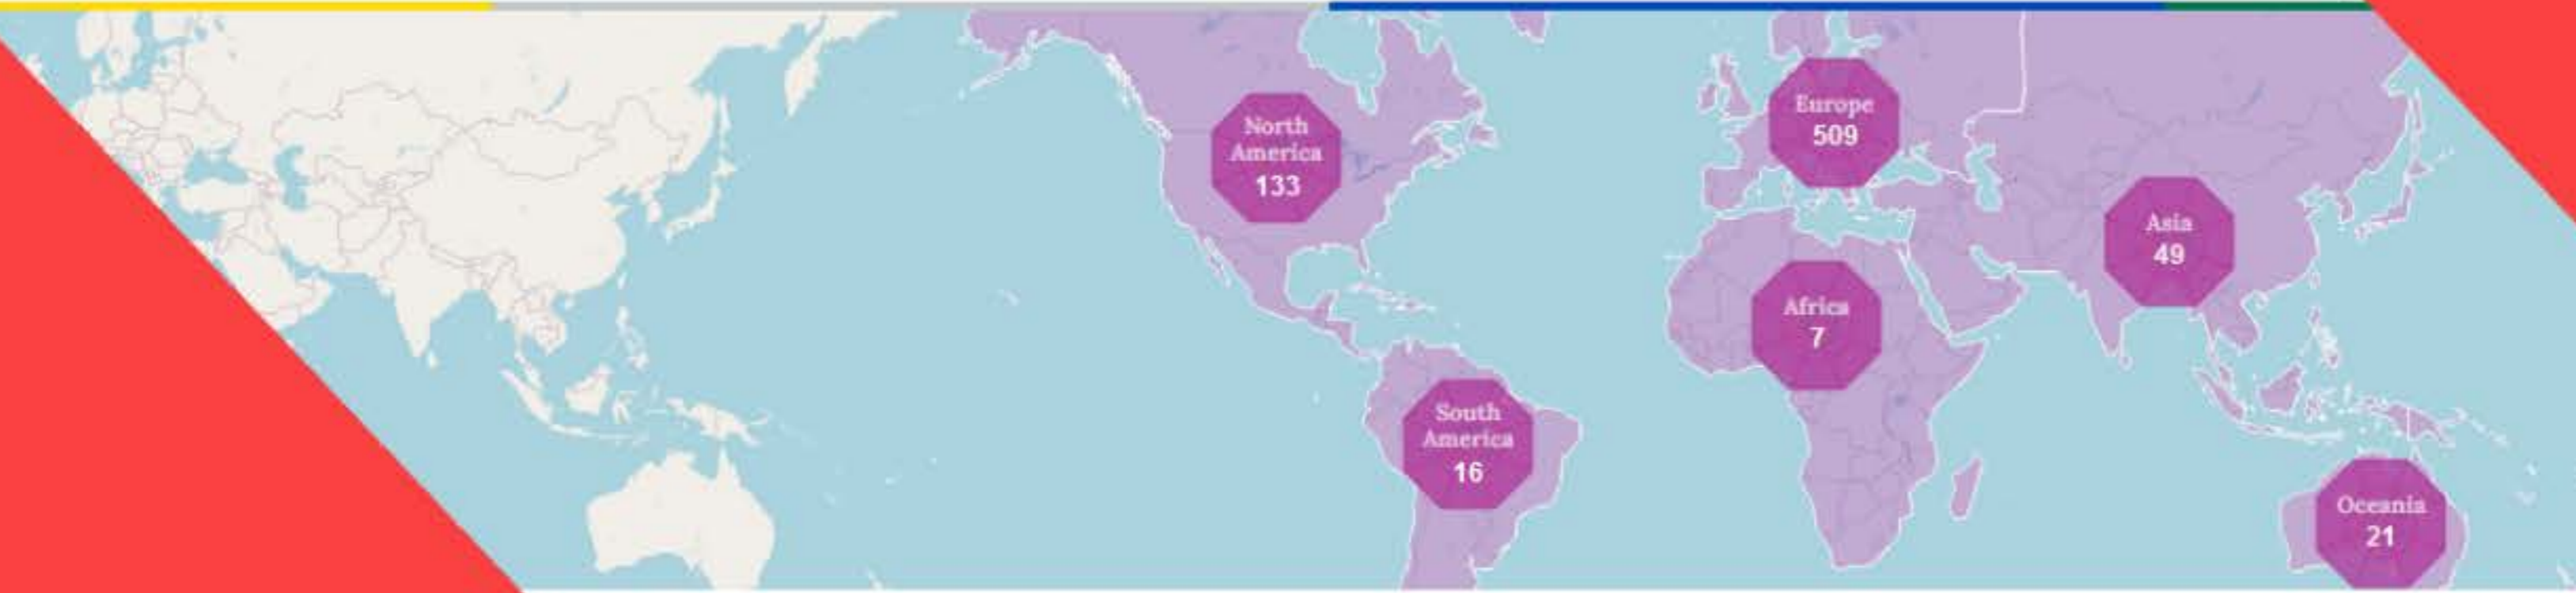 North
America
133
Europe
509
Asia
49
Africa
7
South
America
16
Oceania
21